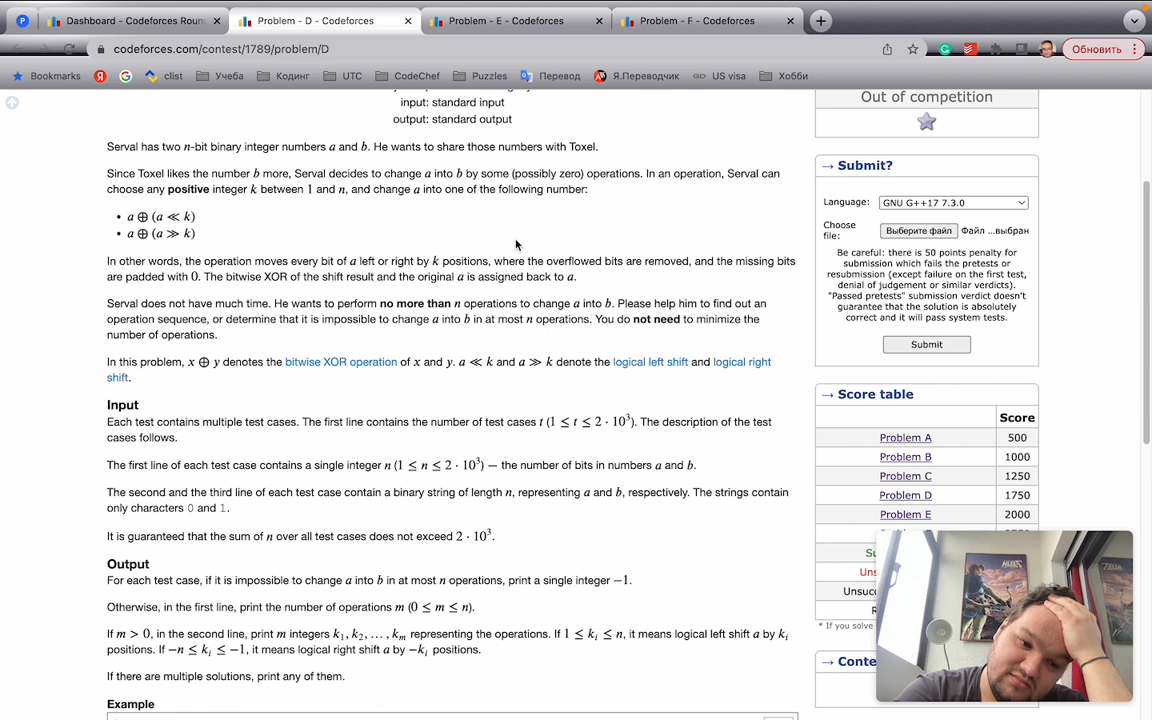 Dashboard - Codeforces Roun
Problem - D - Codeforces
Problem - E - Codeforces
Problem - F - Codeforces
codeforces.com/contest/1789/problem/D
Обновить
Bookmarks
clist
Учеба
Кодинг
UTC
CodeChef
Puzzles
Перевод
Я.Переводчик
US visa
Хобби
input: standard input
output: standard output
Serval has two n-bit binary integer numbers a and b. He wants to share those numbers with Toxel.
Since Toxel likes the number b more, Serval decides to change a into b by some (possibly zero) operations. In an operation, Serval can
choose any positive integer k between 1 and n, and change a into one of the following number:
• a ⊕ (a ≪ k)
• a ⊕ (a ≫ k)
In other words, the operation moves every bit of a left or right by k positions, where the overflowed bits are removed, and the missing bits
are padded with 0. The bitwise XOR of the shift result and the original a is assigned back to a.
Serval does not have much time. He wants to perform no more than n operations to change a into b. Please help him to find out an
operation sequence, or determine that it is impossible to change a into b in at most n operations. You do not need to minimize the
number of operations.
In this problem, x ⊕ y denotes the bitwise XOR operation of x and y. a ≪ k and a ≫ k denote the logical left shift and logical right
shift.
Input
Each test contains multiple test cases. The first line contains the number of test cases t (1 ≤ t ≤ 2 · 10³). The description of the test
cases follows.
The first line of each test case contains a single integer n (1 ≤ n ≤ 2 · 10³) — the number of bits in numbers a and b.
The second and the third line of each test case contain a binary string of length n, representing a and b, respectively. The strings contain
only characters 0 and 1.
It is guaranteed that the sum of n over all test cases does not exceed 2 · 10³.
Output
For each test case, if it is impossible to change a into b in at most n operations, print a single integer −1.
Otherwise, in the first line, print the number of operations m (0 ≤ m ≤ n).
If m > 0, in the second line, print m integers k₁, k₂, … , kₘ representing the operations. If 1 ≤ kᵢ ≤ n, it means logical left shift a by kᵢ
positions. If −n ≤ kᵢ ≤ −1, it means logical right shift a by −kᵢ positions.
If there are multiple solutions, print any of them.
Example
Out of competition
→ Submit?
Language:
GNU G++17 7.3.0
Choose
file:
Выберите файл
Файл ...выбран
Be careful: there is 50 points penalty for
submission which fails the pretests or
resubmission (except failure on the first test,
denial of judgement or similar verdicts).
"Passed pretests" submission verdict doesn't
guarantee that the solution is absolutely
correct and it will pass system tests.
Submit
→ Score table
Score
Problem A 500
Problem B 1000
Problem C 1250
Problem D 1750
Problem E 2000
* If you solve